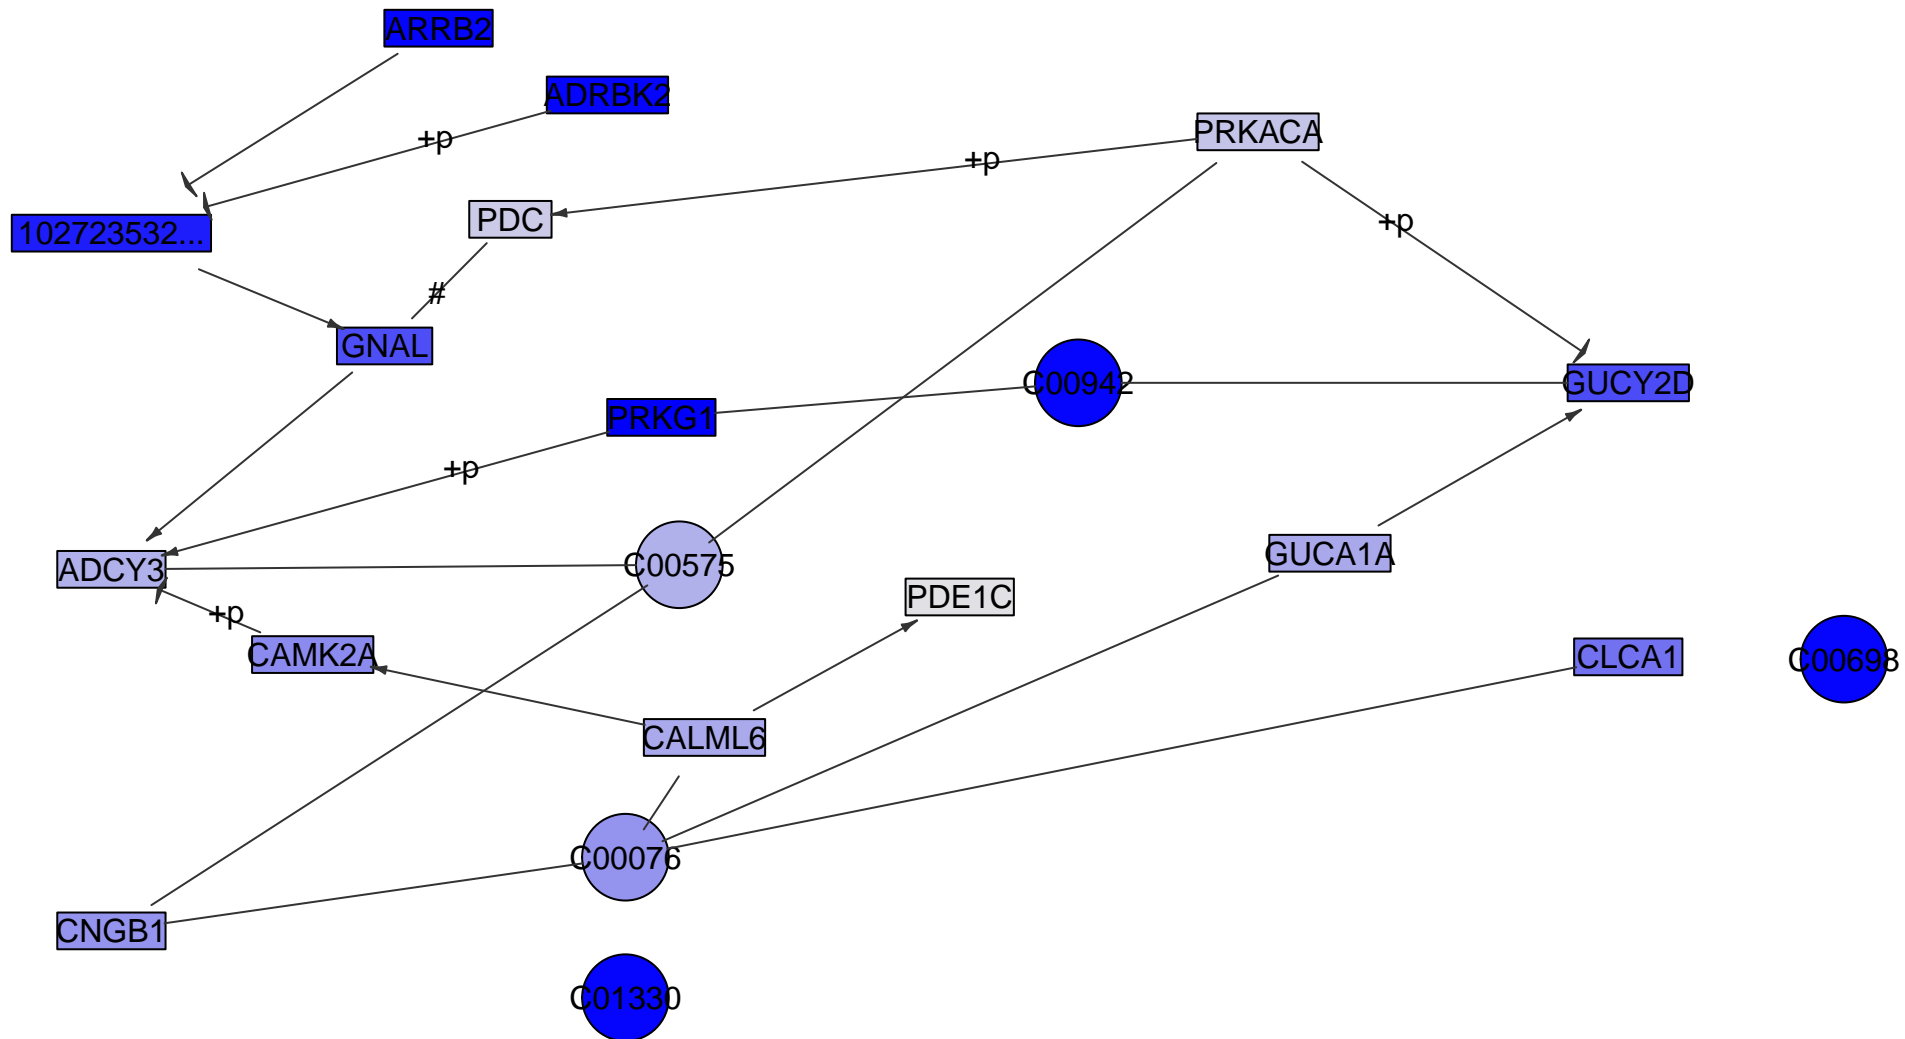 ARRB2
ADRBK2
+p
PRKACA
+p
PDC
+p
102723532...
#
GNAL
C00942
GUCY2D
PRKG1
+p
ADCY3
C00575
GUCA1A
PDE1C
+p
CAMK2A
CLCA1
C00698
CALML6
C00076
CNGB1
C01330